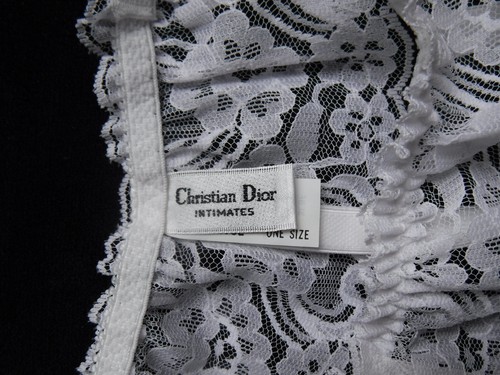 Christian Dior
INTIMATES
ONE SIZE